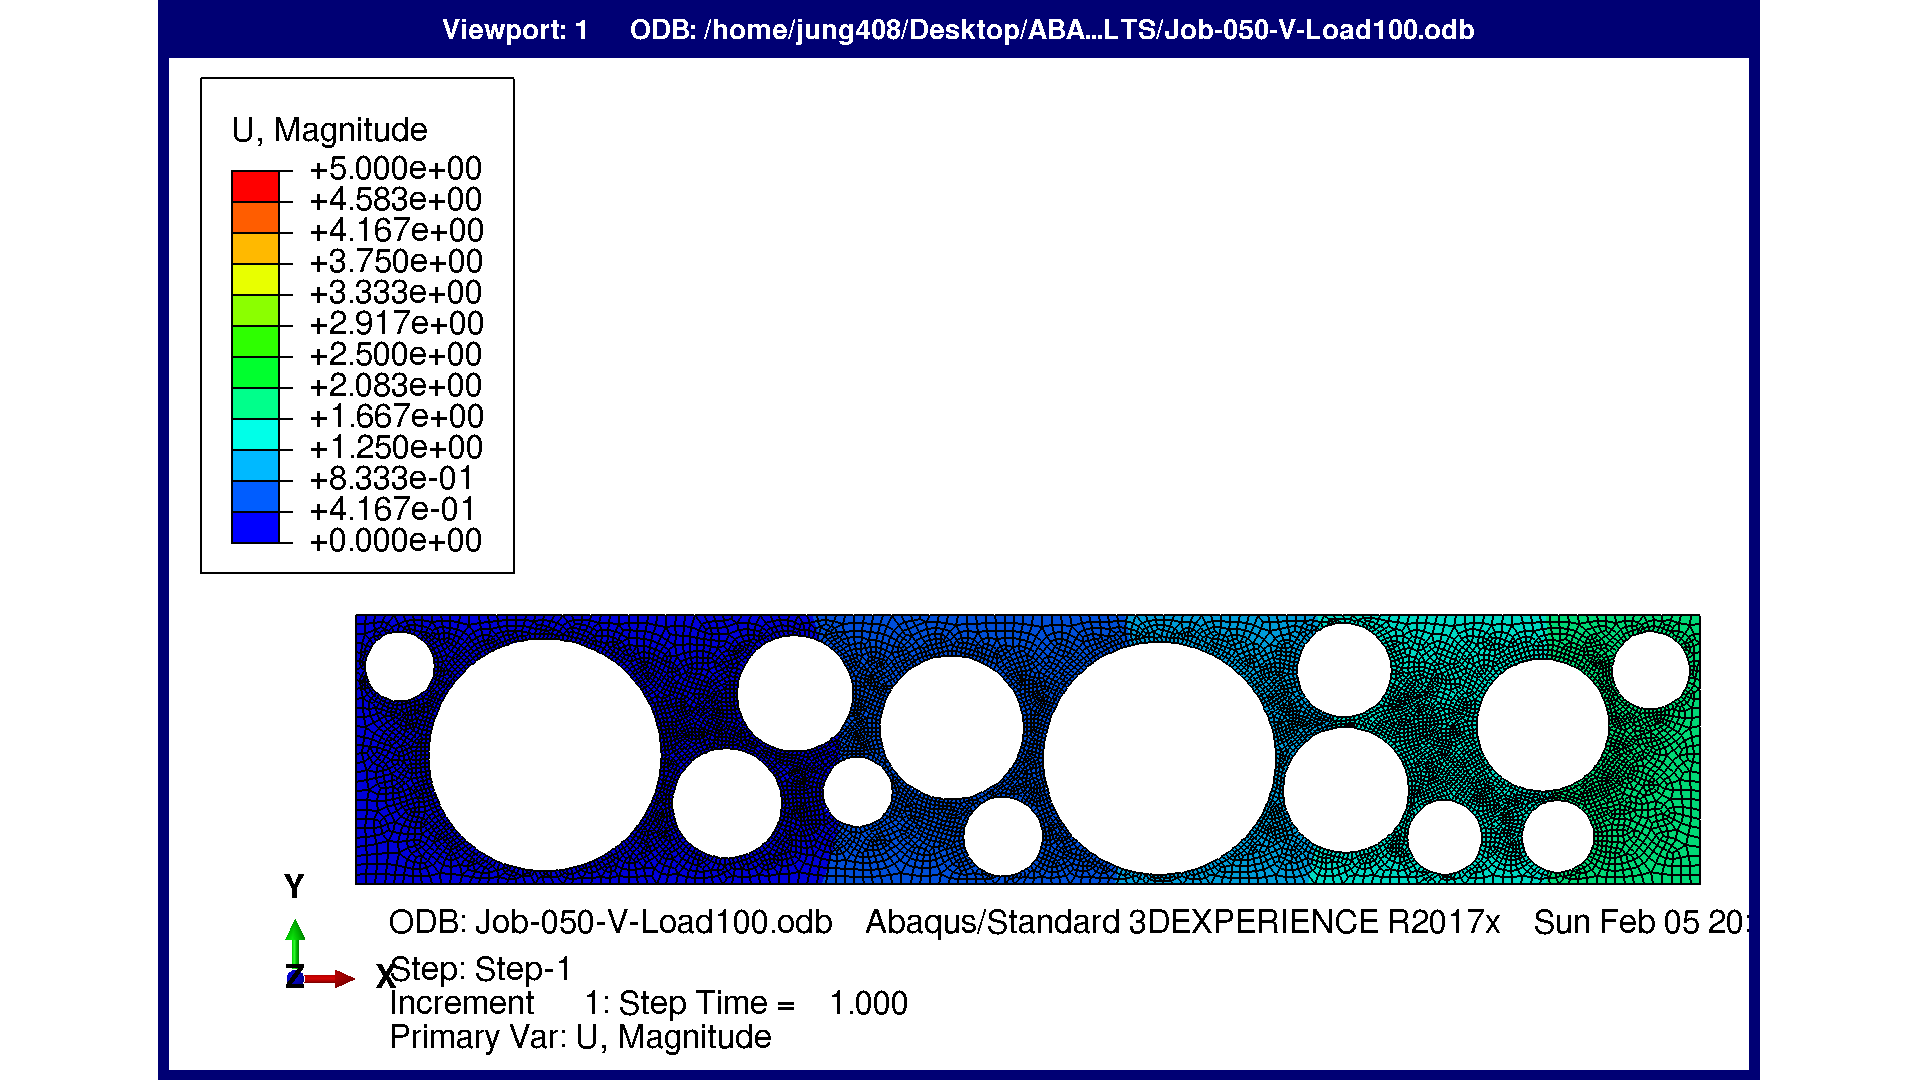 Viewport: 1 ODB: /home/jung408/Desktop/ABA...LTS/Job-050-V-Load100.odb
U, Magnitude
+5.000e+00
+4.583e+00
+4.167e+00
+3.750e+00
+3.333e+00
+2.917e+00
+2.500e+00
+2.083e+00
+1.667e+00
+1.250e+00
+8.333e-01
+4.167e-01
+0.000e+00
Y
Z
X
ODB: Job-050-V-Load100.odb Abaqus/Standard 3DEXPERIENCE R2017x Sun Feb 05 20:
Step: Step-1
Increment 1: Step Time = 1.000
Primary Var: U, Magnitude